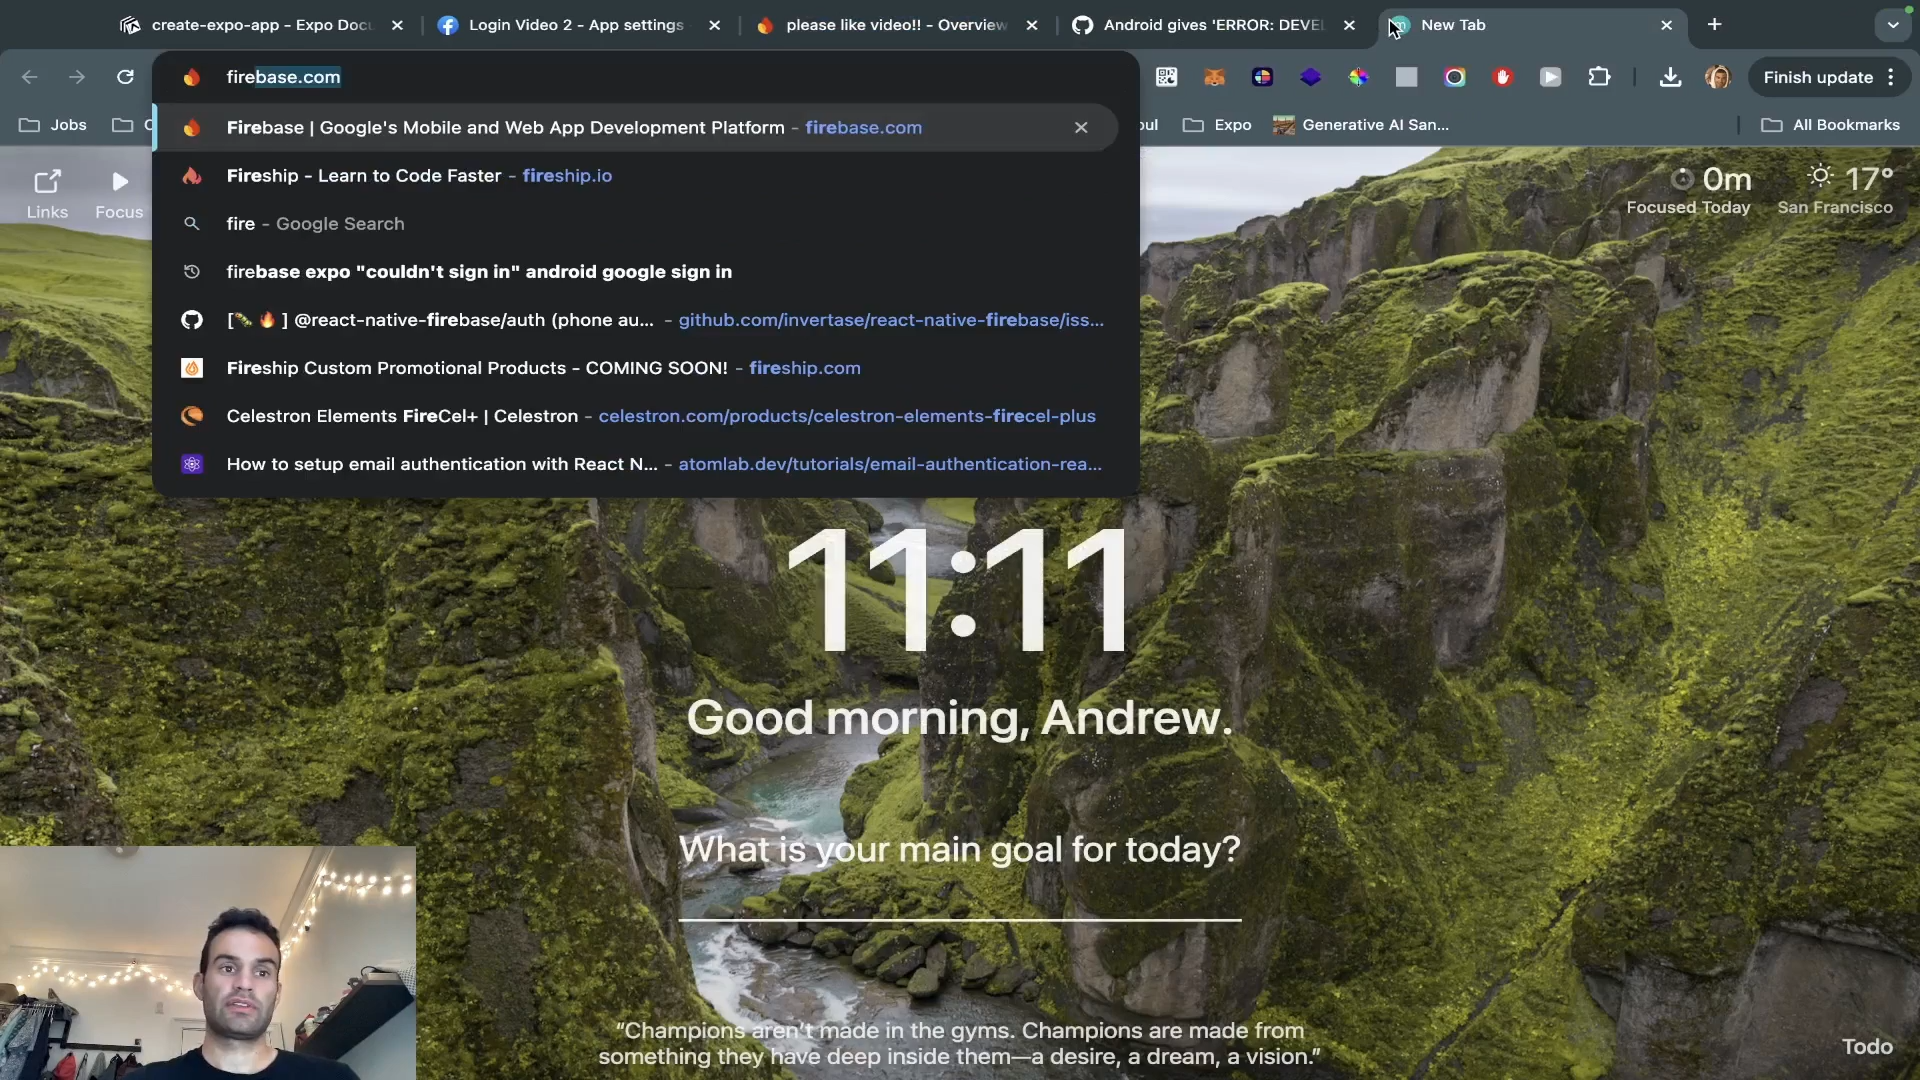 create-expo-app - Expo Docu
Login Video 2 - App settings
please like video!! - Overview
Android gives 'ERROR: DEVEL
New Tab
firebase.com
Finish update
Jobs
Firebase | Google's Mobile and Web App Development Platform - firebase.com
Expo
Generative AI San...
All Bookmarks
Links
Focus
Fireship - Learn to Code Faster - fireship.io
fire - Google Search
firebase expo "couldn't sign in" android google sign in
[🐛 🔥 ] @react-native-firebase/auth (phone au... - github.com/invertase/react-native-firebase/iss...
Fireship Custom Promotional Products - COMING SOON! - fireship.com
Celestron Elements FireCel+ | Celestron - celestron.com/products/celestron-elements-firecel-plus
How to setup email authentication with React N... - atomlab.dev/tutorials/email-authentication-rea...
0m
Focused Today
17°
San Francisco
11:11
Good morning, Andrew.
What is your main goal for today?
“Champions aren’t made in the gyms. Champions are made from
something they have deep inside them—a desire, a dream, a vision.”
Todo